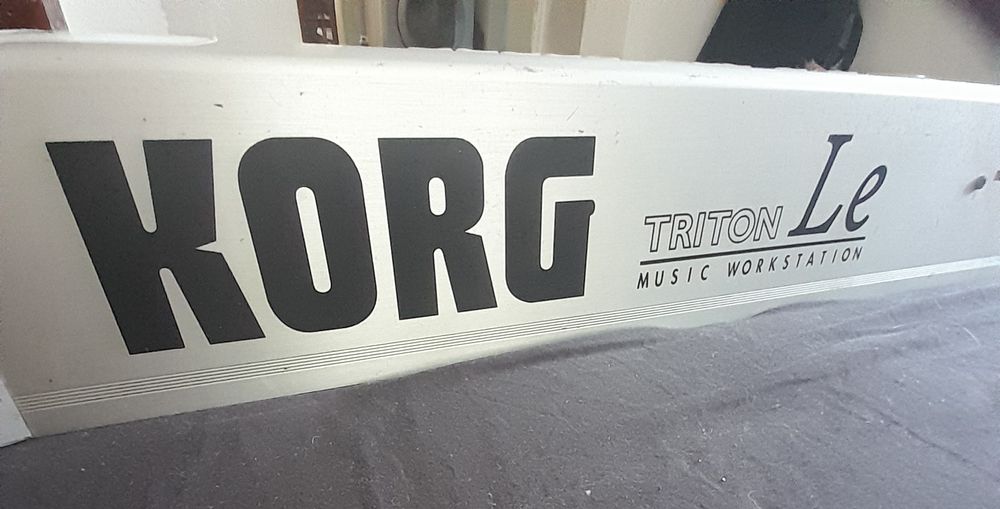 KORG
TRITON Le
MUSIC WORKSTATION